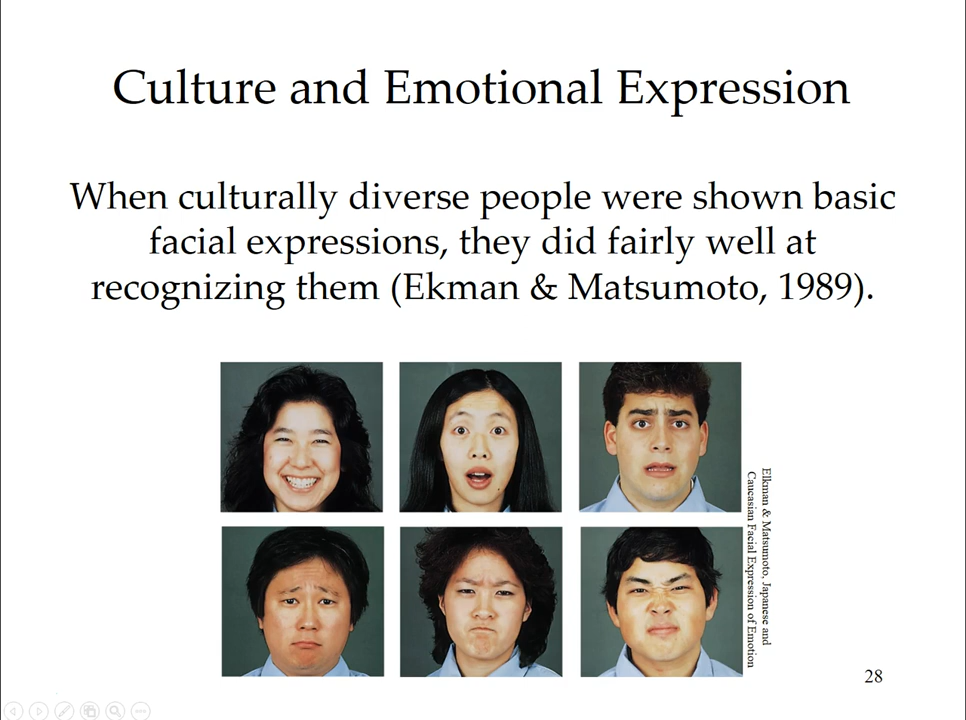 Culture and Emotional Expression
When culturally diverse people were shown basic
facial expressions, they did fairly well at
recognizing them (Ekman & Matsumoto, 1989).
Elkman & Matsumoto, Japanese and
Caucasian Facial Expression of Emotion
28